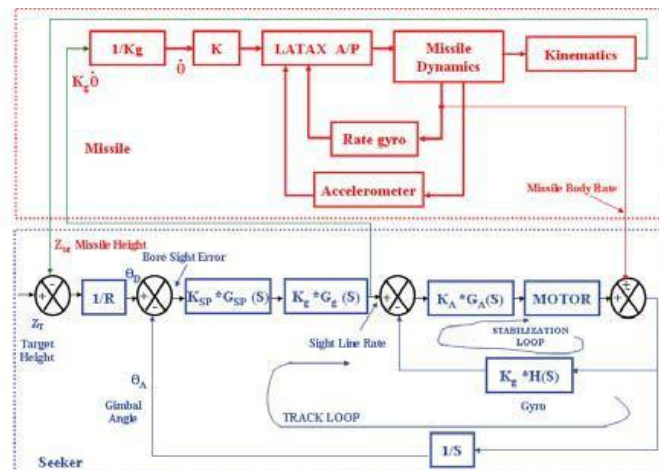 1/Kg
K
LATAX A/P
Missile
Dynamics
Kinematics
K_g θ̇
θ̇
Rate gyro
Missile
Accelerometer
Missile Body Rate
Z_M Missile Height
Bore Sight Error
θ_D
1/R
K_SP *G_SP (S)
K_g *G_g (S)
K_A *G_A(S)
MOTOR
Z_T
Target
Height
Sight Line Rate
STABILIZATION
LOOP
K_g *H(S)
Gyro
θ_A
Gimbal
Angle
TRACK LOOP
1/S
Seeker